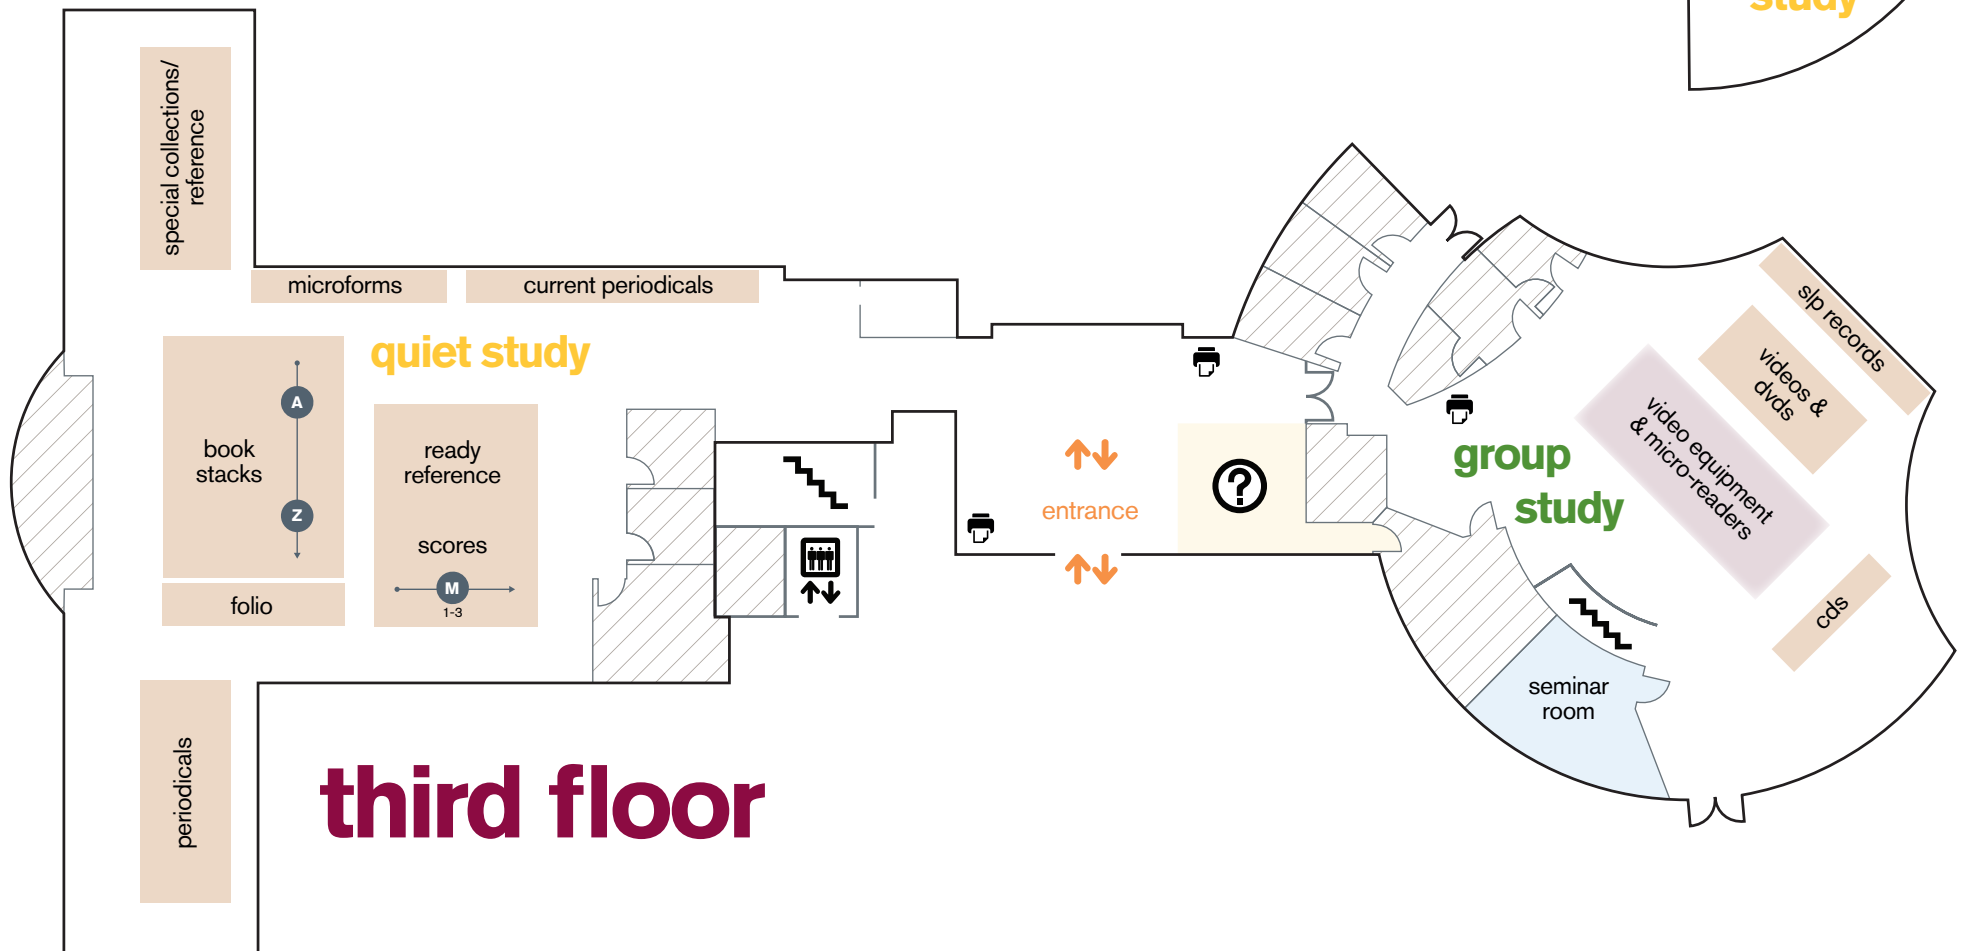 study
special collections/
reference
microforms
current periodicals
quiet study
book
stacks
A
Z
folio
ready
reference
scores
M
1-3
periodicals
entrance
?
group
study
slp records
videos &
dvds
video equipment
& micro-readers
cds
seminar
room
third floor